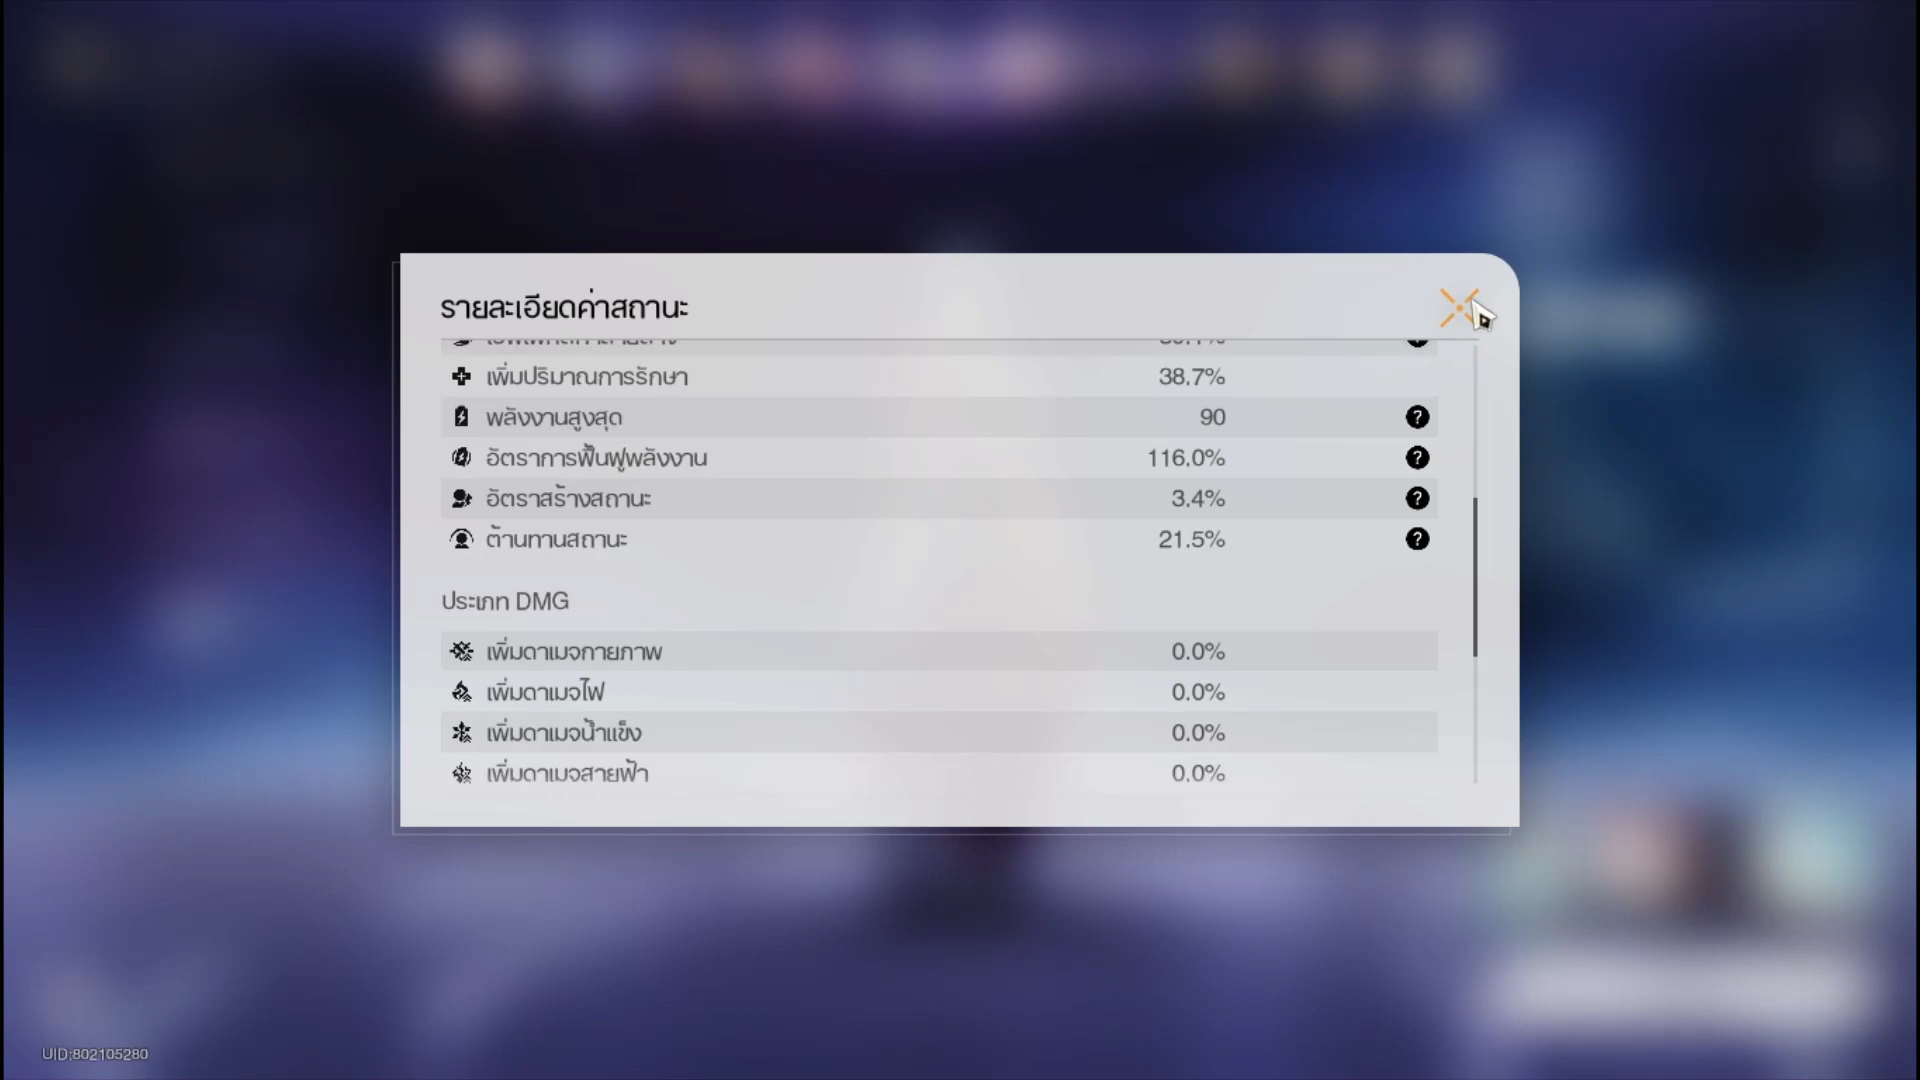 รายละเอียดค่าสถานะ
เพิ่มปริมาณการรักษา 38.7%
พลังงานสูงสุด 90
อัตราการฟื้นฟูพลังงาน 116.0%
อัตราสร้างสถานะ 3.4%
ต้านทานสถานะ 21.5%
ประเภท DMG
เพิ่มดาเมจกายภาพ 0.0%
เพิ่มดาเมจไฟ 0.0%
เพิ่มดาเมจน้ำแข็ง 0.0%
เพิ่มดาเมจสายฟ้า 0.0%
UID:802105280